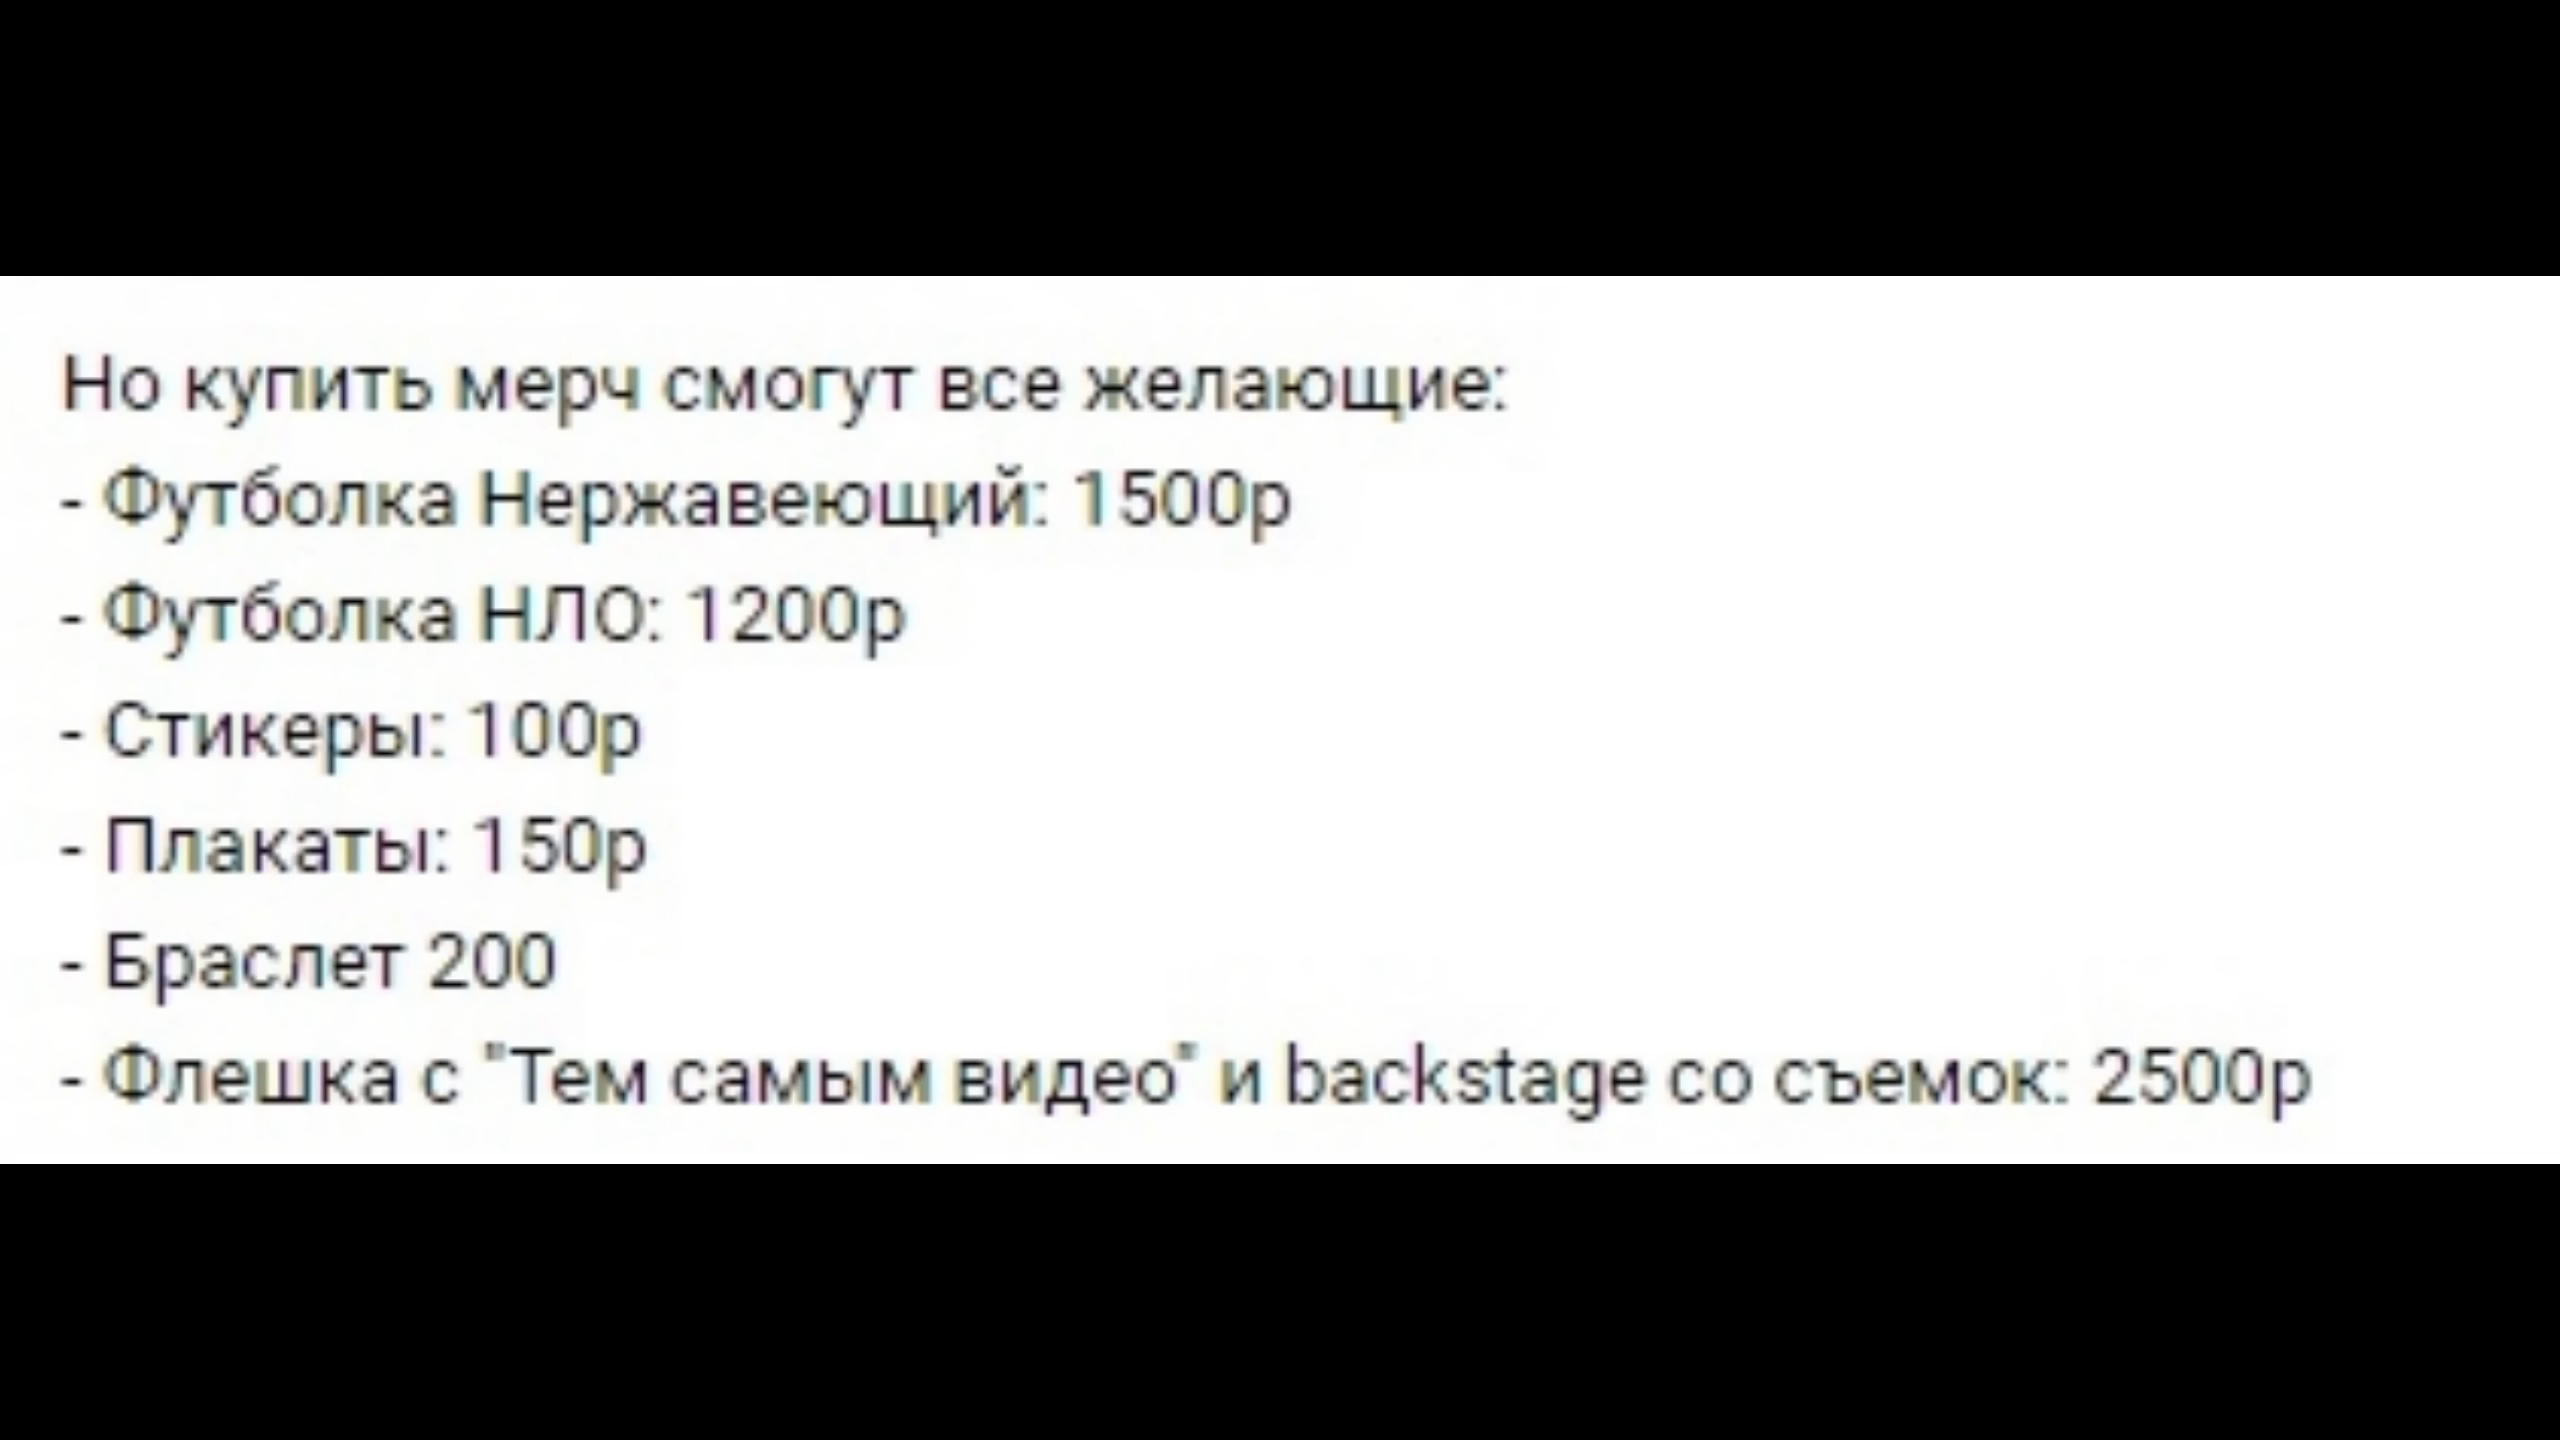 Но купить мерч смогут все желающие:
- Футболка Нержавеющий: 1500р
- Футболка НЛО: 1200р
- Стикеры: 100р
- Плакаты: 150р
- Браслет 200
- Флешка с "Тем самым видео" и backstage со съемок: 2500р